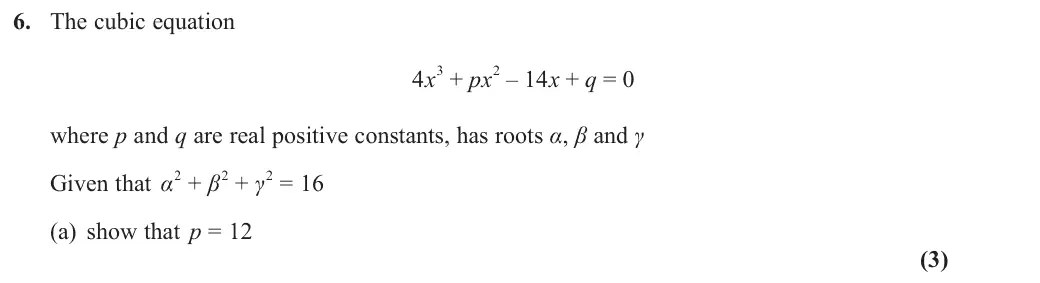 6. The cubic equation
4x³ + px² – 14x + q = 0
where p and q are real positive constants, has roots α, β and γ
Given that α² + β² + γ² = 16
(a) show that p = 12
(3)